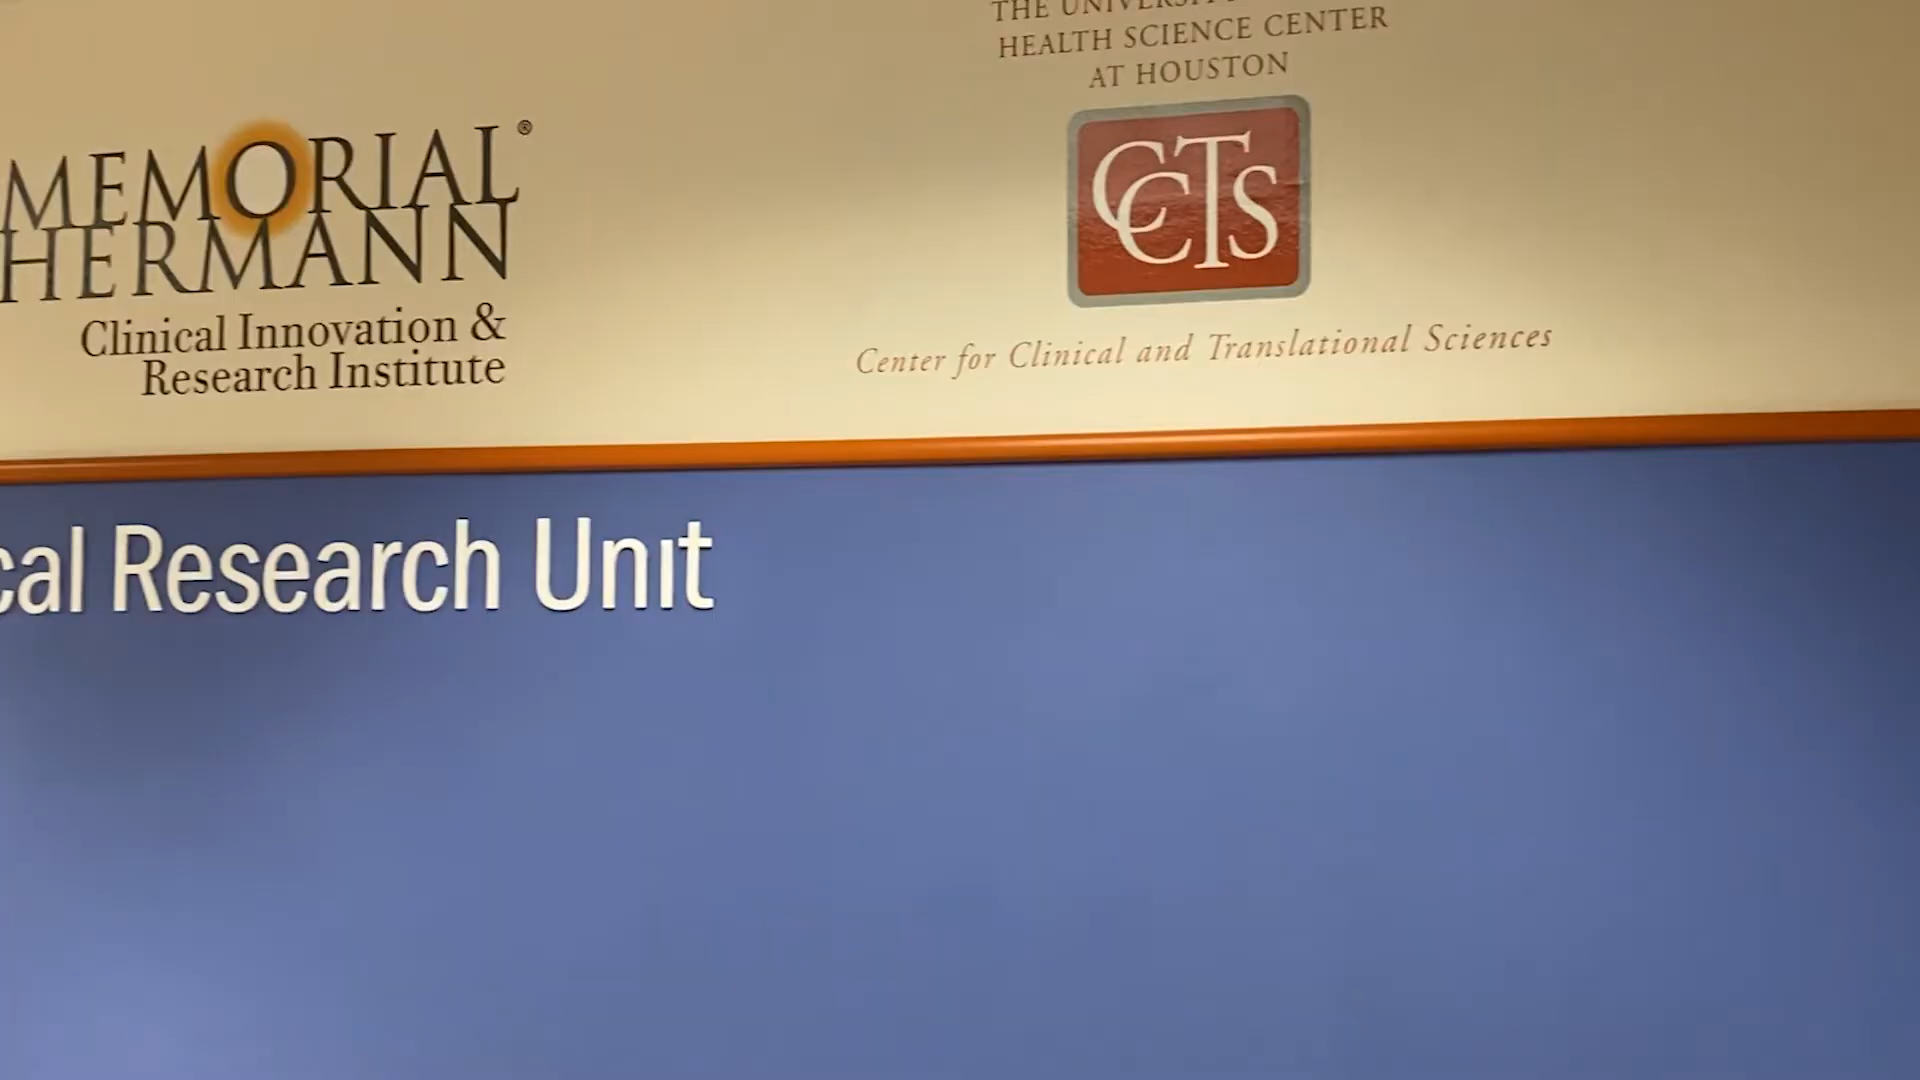 MEMORIAL®
HERMANN
Clinical Innovation &
Research Institute
THE
HEALTH SCIENCE CENTER
AT HOUSTON
CCTS
Center for Clinical and Translational Sciences
Research Unit